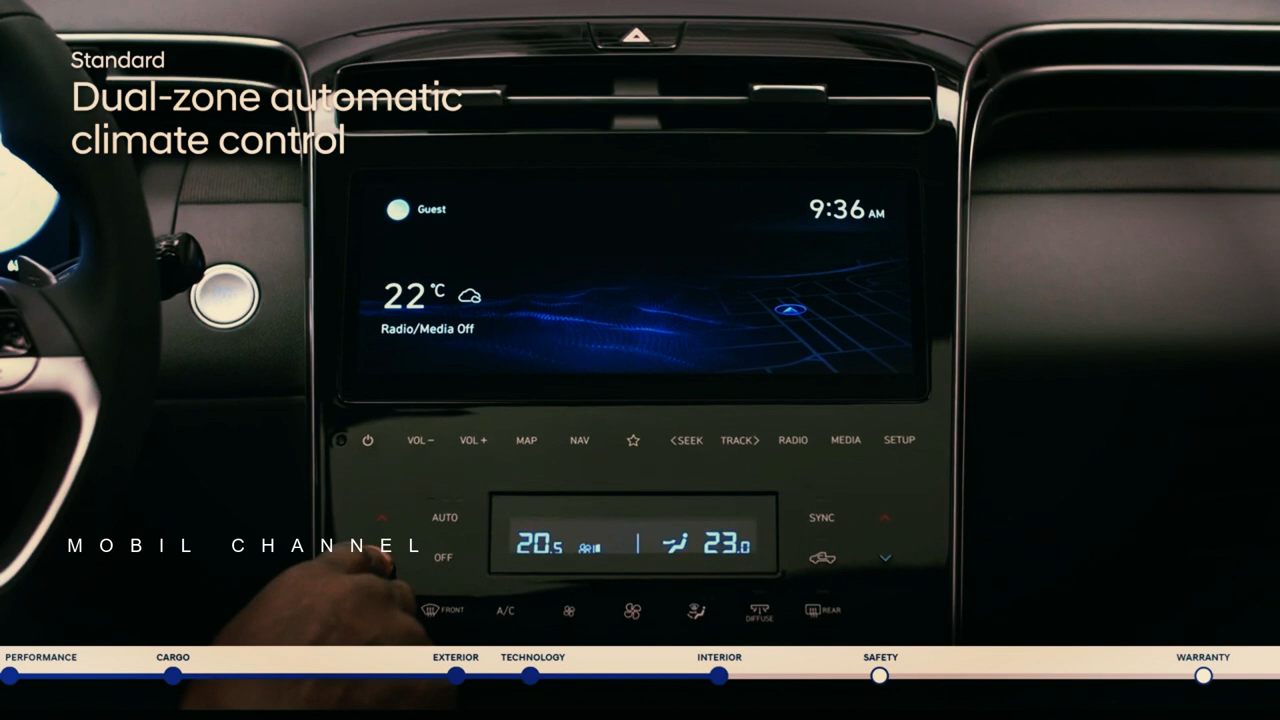 Standard
Dual-zone automatic
climate control
Guest
9:36 AM
22°C
Radio/Media Off
VOL− VOL+ MAP NAV ☆ <SEEK TRACK> RADIO MEDIA SETUP
AUTO SYNC
20.5 23.0
MOBIL CHANNEL
OFF
FRONT A/C DIFFUSE REAR
PERFORMANCE CARGO EXTERIOR TECHNOLOGY INTERIOR SAFETY WARRANTY